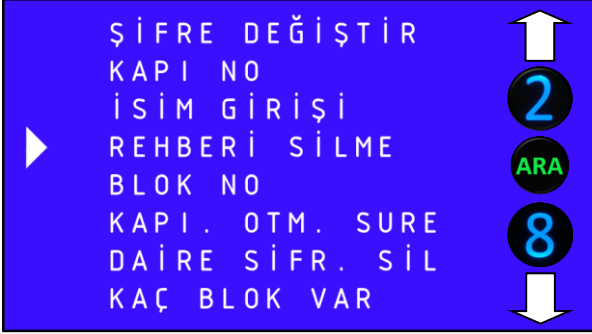 ŞİFRE DEĞİŞTİR
KAPI NO
İSİM GİRİŞİ
REHBERİ SİLME
BLOK NO
KAPI. OTM. SURE
DAİRE SİFR. SİL
KAÇ BLOK VAR
2
ARA
8